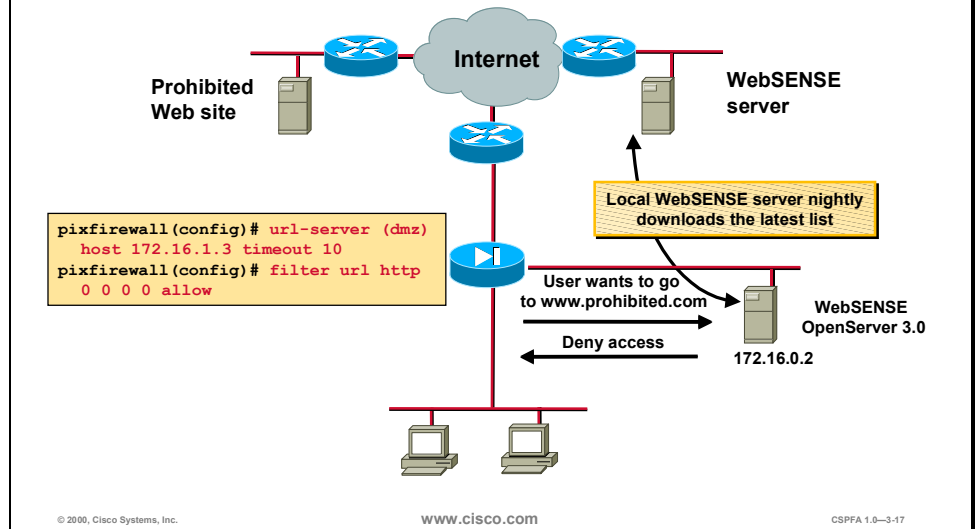 Internet
Prohibited
Web site
WebSENSE
server
Local WebSENSE server nightly
downloads the latest list
pixfirewall(config)# url-server (dmz)
host 172.16.1.3 timeout 10
pixfirewall(config)# filter url http
0 0 0 0 allow
User wants to go
to www.prohibited.com
Deny access
WebSENSE
OpenServer 3.0
172.16.0.2
© 2000, Cisco Systems, Inc.
www.cisco.com
CSPFA 1.0—3-17